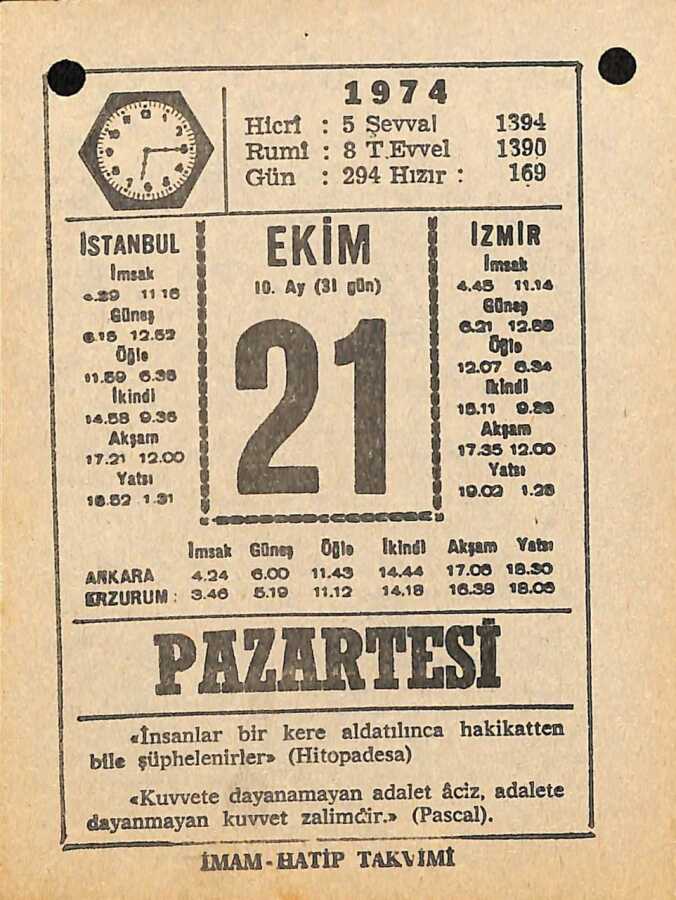 1974
Hicrî : 5 Şevval 1394
Rumî : 8 T.Evvel 1390
Gün : 294 Hızır : 169
İSTANBUL
İmsak
11 16
Güneş
6.16 12.52
Öğle
11.59 6.38
İkindi
14.58 9.36
Akşam
17.21 12.00
Yatsı
1.31
EKİM
10. Ay (31 gün)
21
İZMİR
İmsak
4.45 11.14
Güneş
6.21
Öğle
12.07 6.34
İkindi
Akşam
17.35 12.00
Yatsı
19.02 1.28
İmsak Güneş Öğle İkindi Akşam Yatsı
ANKARA 4.24 6.00 11.43 14.44 17.06 18.30
ERZURUM : 3.46 5.19 11.12 14.18 16.38
PAZARTESİ
«İnsanlar bir kere aldatılınca hakikatten
bile şüphelenirler» (Hitopadesa)
«Kuvvete dayanamayan adalet âciz, adalete
dayanmayan kuvvet zalimdir.» (Pascal).
İMAM - HATİP TAKVİMİ